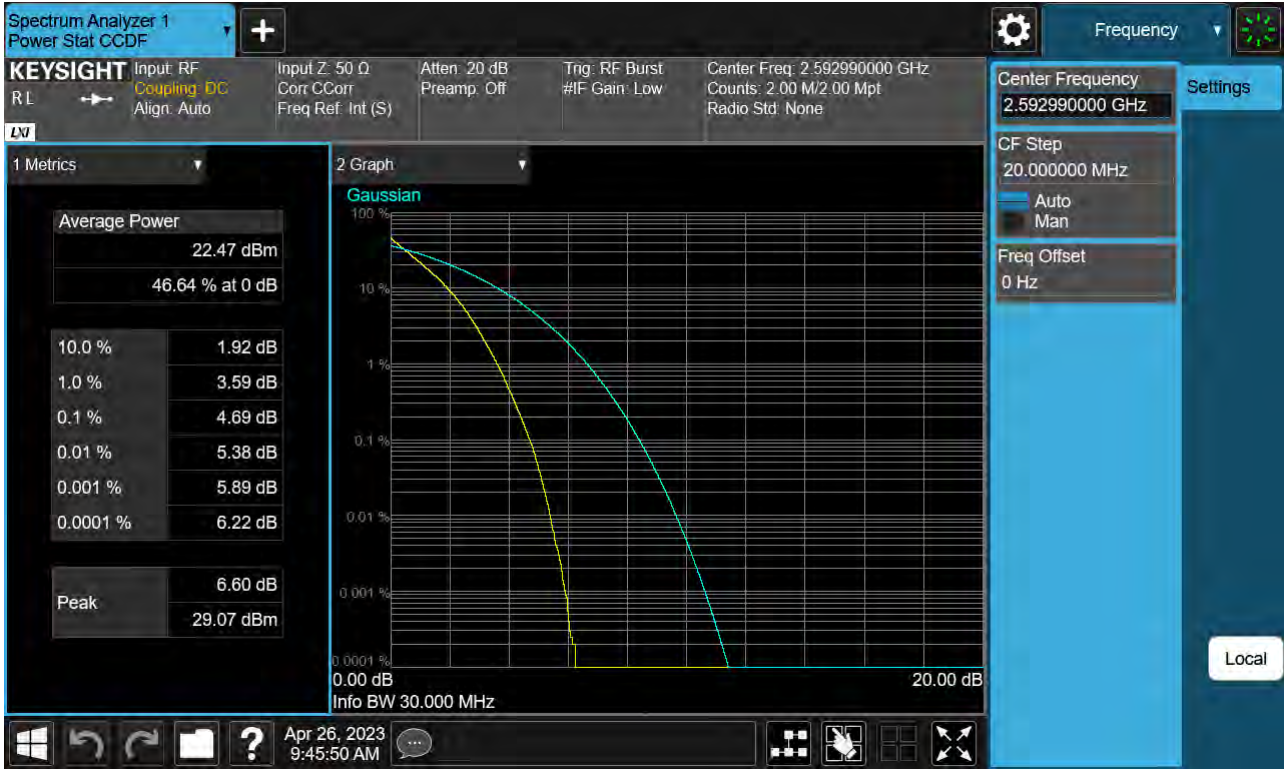 Spectrum Analyzer 1
Power Stat CCDF
+
Frequency
KEYSIGHT
RL
LXI
Input: RF
Coupling: DC
Align: Auto
Input Z: 50 Ω
Corr CCorr
Freq Ref: Int (S)
Atten: 20 dB
Preamp: Off
Trig: RF Burst
#IF Gain: Low
Center Freq: 2.592990000 GHz
Counts: 2.00 M/2.00 Mpt
Radio Std: None
1 Metrics
Average Power
22.47 dBm
46.64 % at 0 dB
10.0 % 1.92 dB
1.0 % 3.59 dB
0.1 % 4.69 dB
0.01 % 5.38 dB
0.001 % 5.89 dB
0.0001 % 6.22 dB
Peak
6.60 dB
29.07 dBm
2 Graph
Gaussian
100 %
10 %
1 %
0.1 %
0.01 %
0.001 %
0.0001 %
0.00 dB 20.00 dB
Info BW 30.000 MHz
Center Frequency
2.592990000 GHz
CF Step
20.000000 MHz
Auto
Man
Freq Offset
0 Hz
Settings
Local
?
Apr 26, 2023
9:45:50 AM